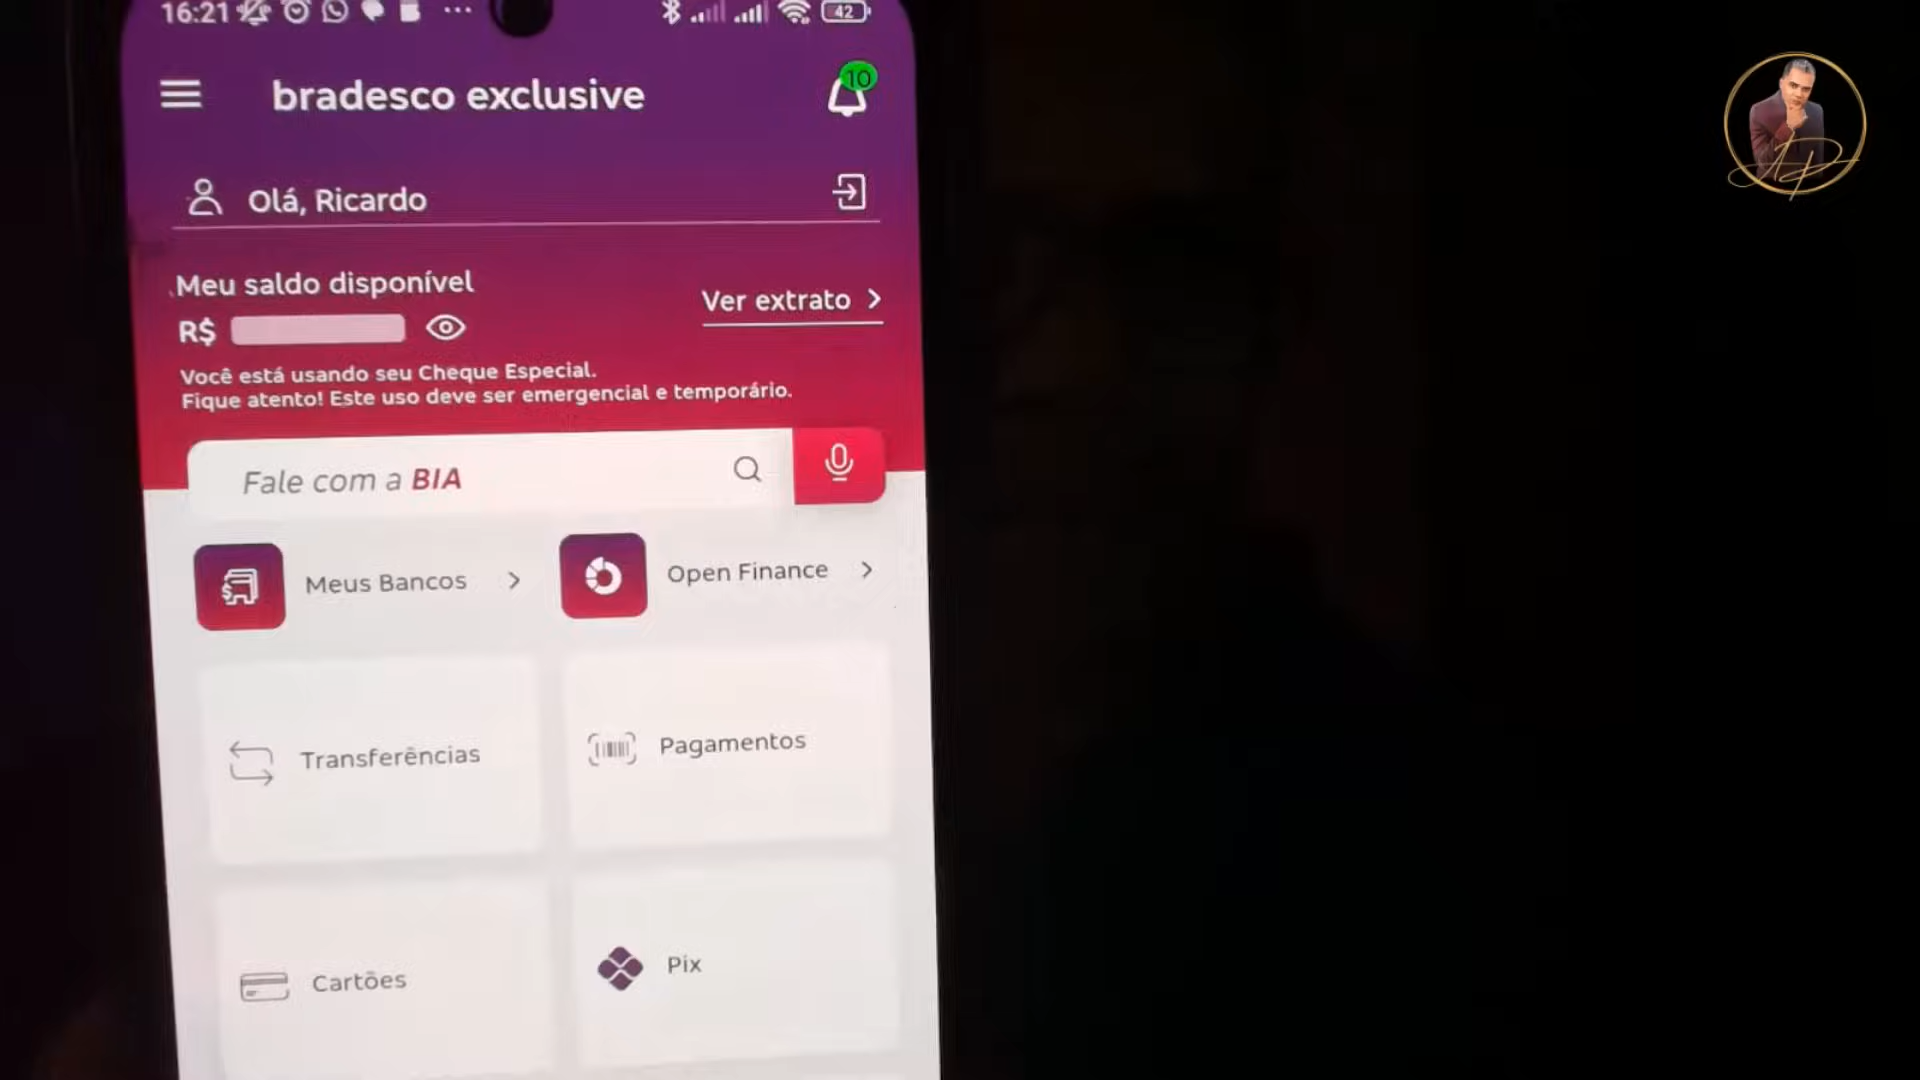 16:21
42
bradesco exclusive
10
Olá, Ricardo
Meu saldo disponível
Ver extrato
R$
Você está usando seu Cheque Especial.
Fique atento! Este uso deve ser emergencial e temporário.
Fale com a BIA
Meus Bancos
Open Finance
Transferências
Pagamentos
Cartões
Pix